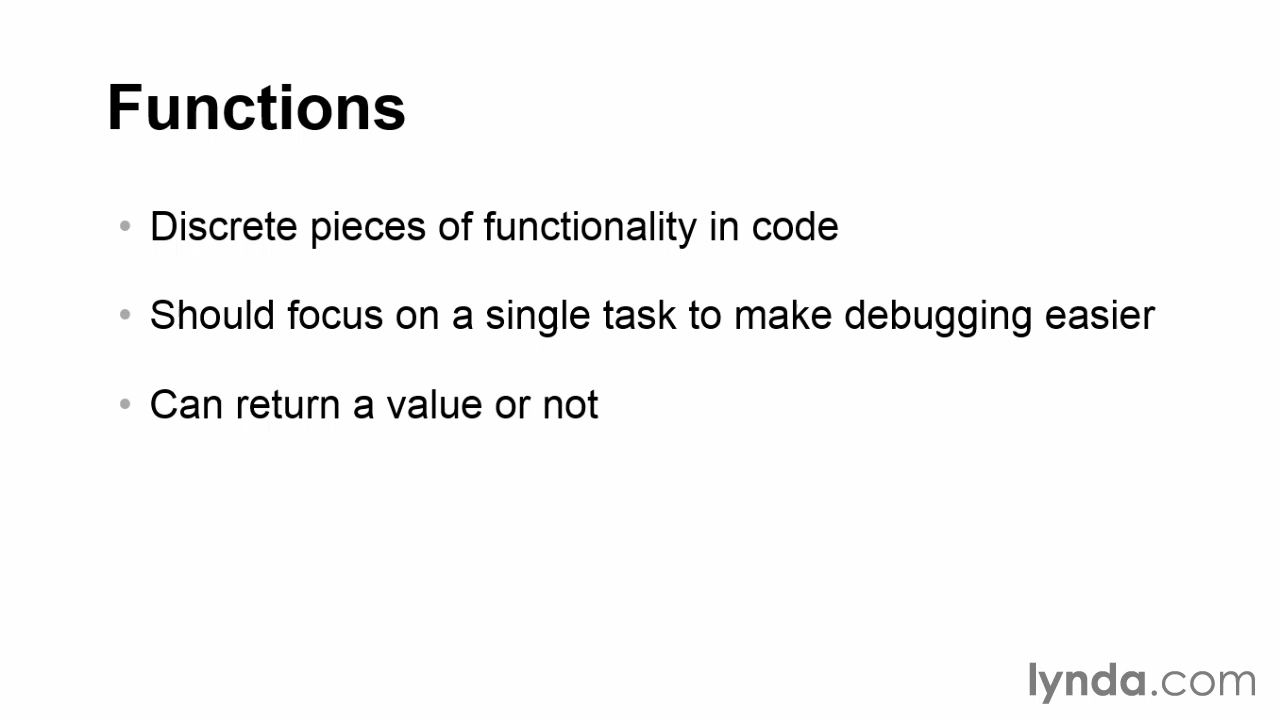 Functions
• Discrete pieces of functionality in code
• Should focus on a single task to make debugging easier
• Can return a value or not
lynda.com